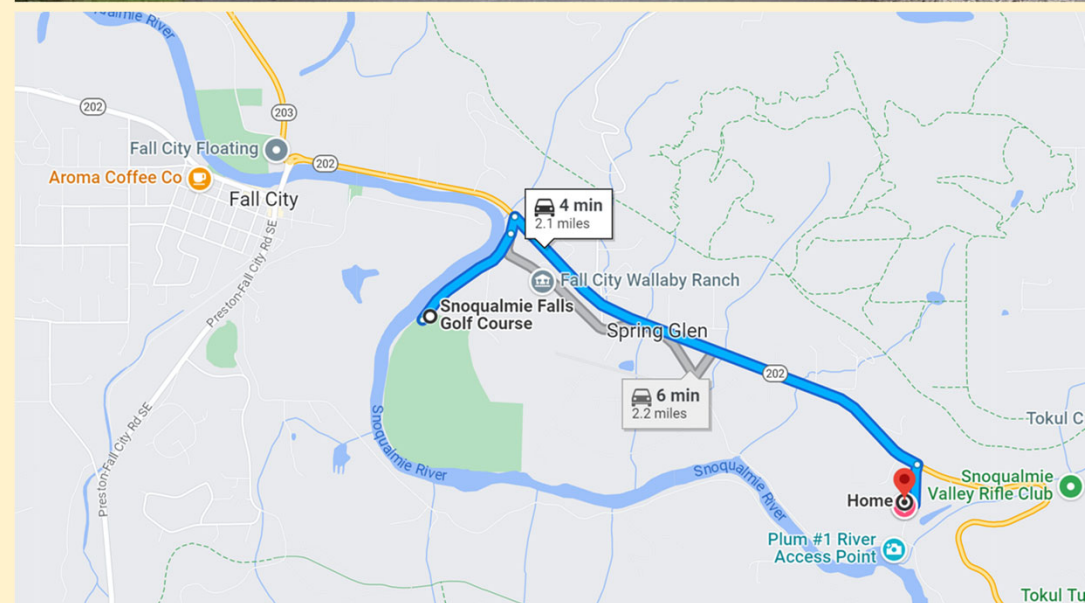 Snoqualmie River
202
203
Fall City Floating
202
Aroma Coffee Co
Fall City
4 min
2.1 miles
Preston-Fall City Rd SE
Fall City Wallaby Ranch
Snoqualmie Falls
Golf Course
Spring Glen
202
6 min
2.2 miles
Tokul C
Preston-Fall City Rd SE
Snoqualmie River
Snoqualmie River
Snoqualmie
Valley Rifle Club
Home
Plum #1 River
Access Point
Tokul Tu